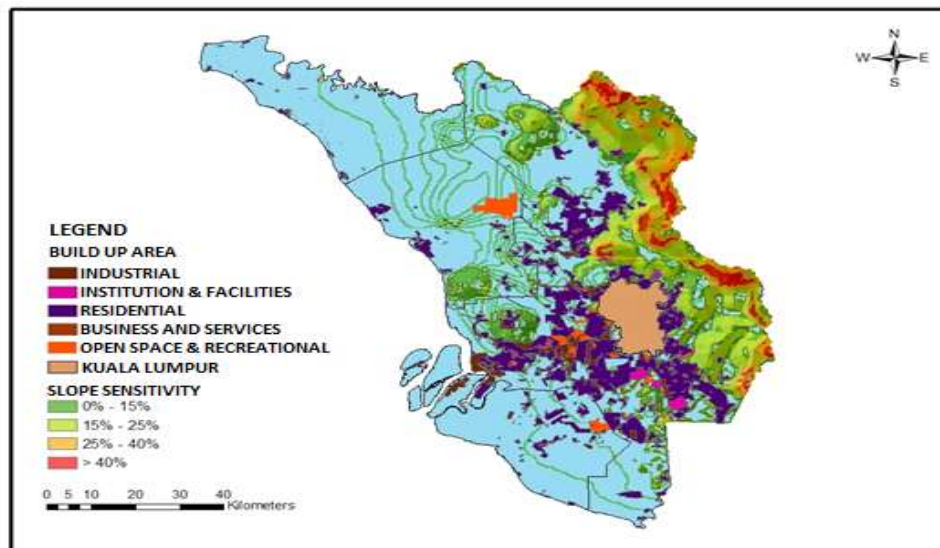 N
W E
S
LEGEND
BUILD UP AREA
INDUSTRIAL
INSTITUTION & FACILITIES
RESIDENTIAL
BUSINESS AND SERVICES
OPEN SPACE & RECREATIONAL
KUALA LUMPUR
SLOPE SENSITIVITY
0% - 15%
15% - 25%
25% - 40%
> 40%
0 5 10 20 30 40
Kilometers